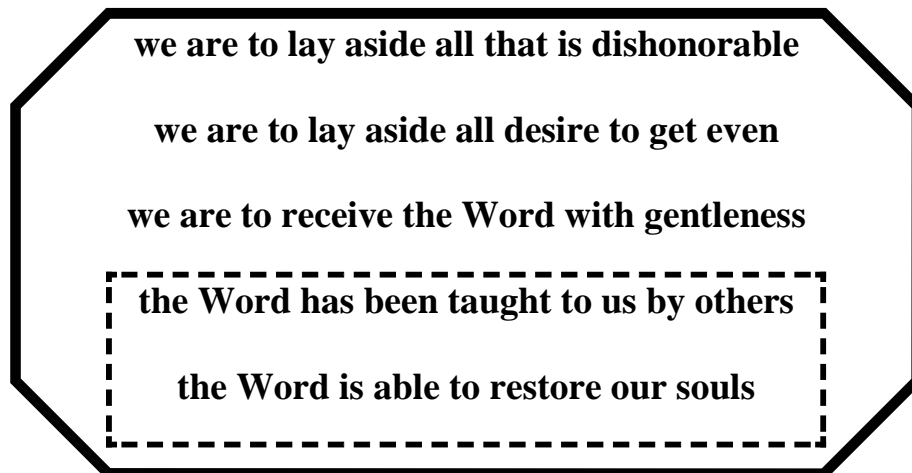 we are to lay aside all that is dishonorable
we are to lay aside all desire to get even
we are to receive the Word with gentleness
the Word has been taught to us by others
the Word is able to restore our souls